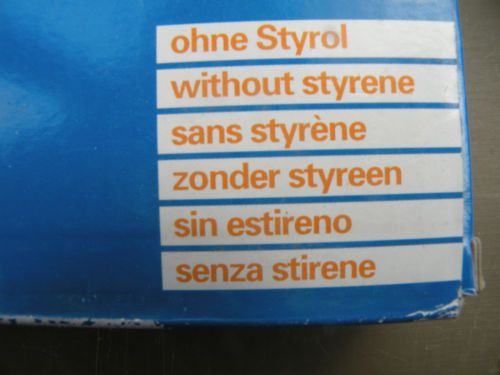 ohne Styrol
without styrene
sans styrène
zonder styreen
sin estireno
senza stirene